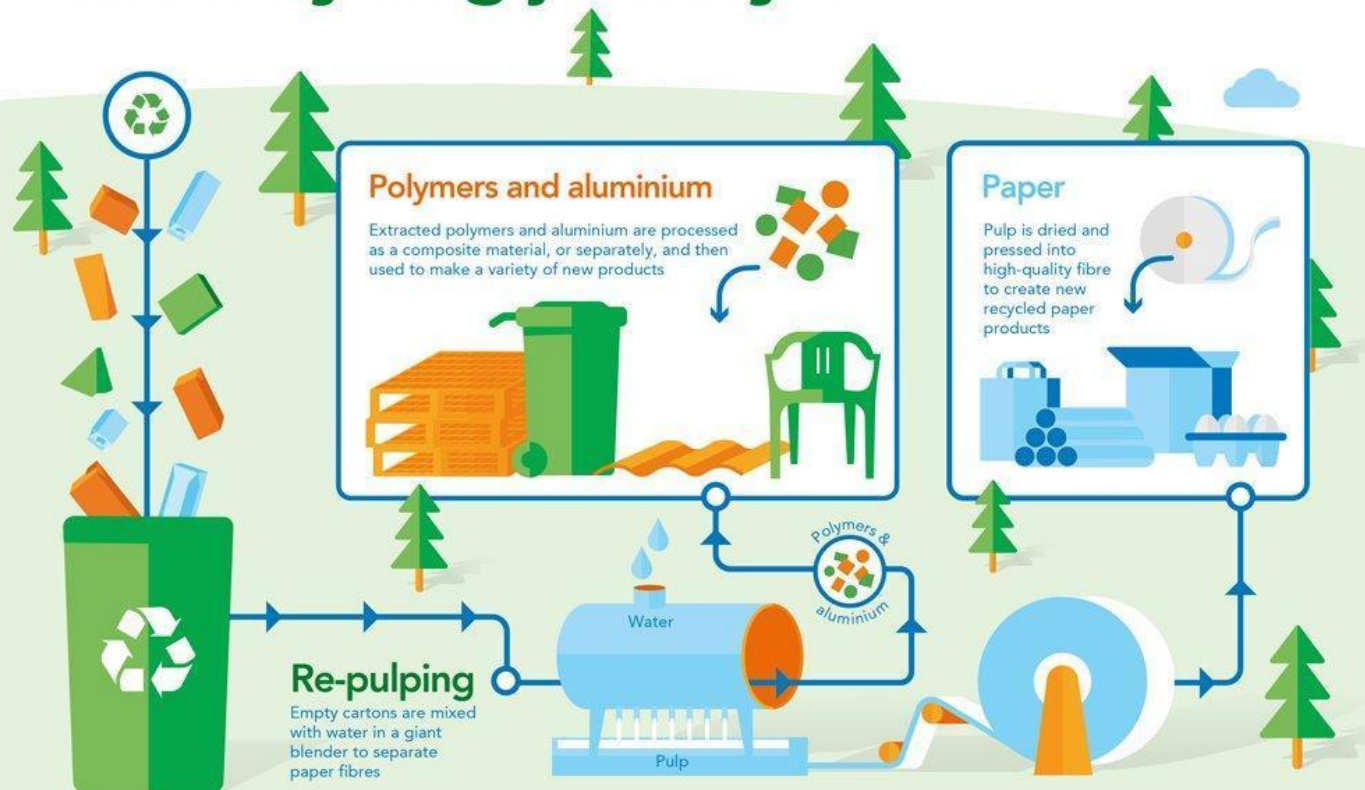 Polymers and aluminium
Extracted polymers and aluminium are processed
as a composite material, or separately, and then
used to make a variety of new products
Paper
Pulp is dried and
pressed into
high-quality fibre
to create new
recycled paper
products
Polymers &
aluminium
Water
Re-pulping
Empty cartons are mixed
with water in a giant
blender to separate
paper fibres
Pulp